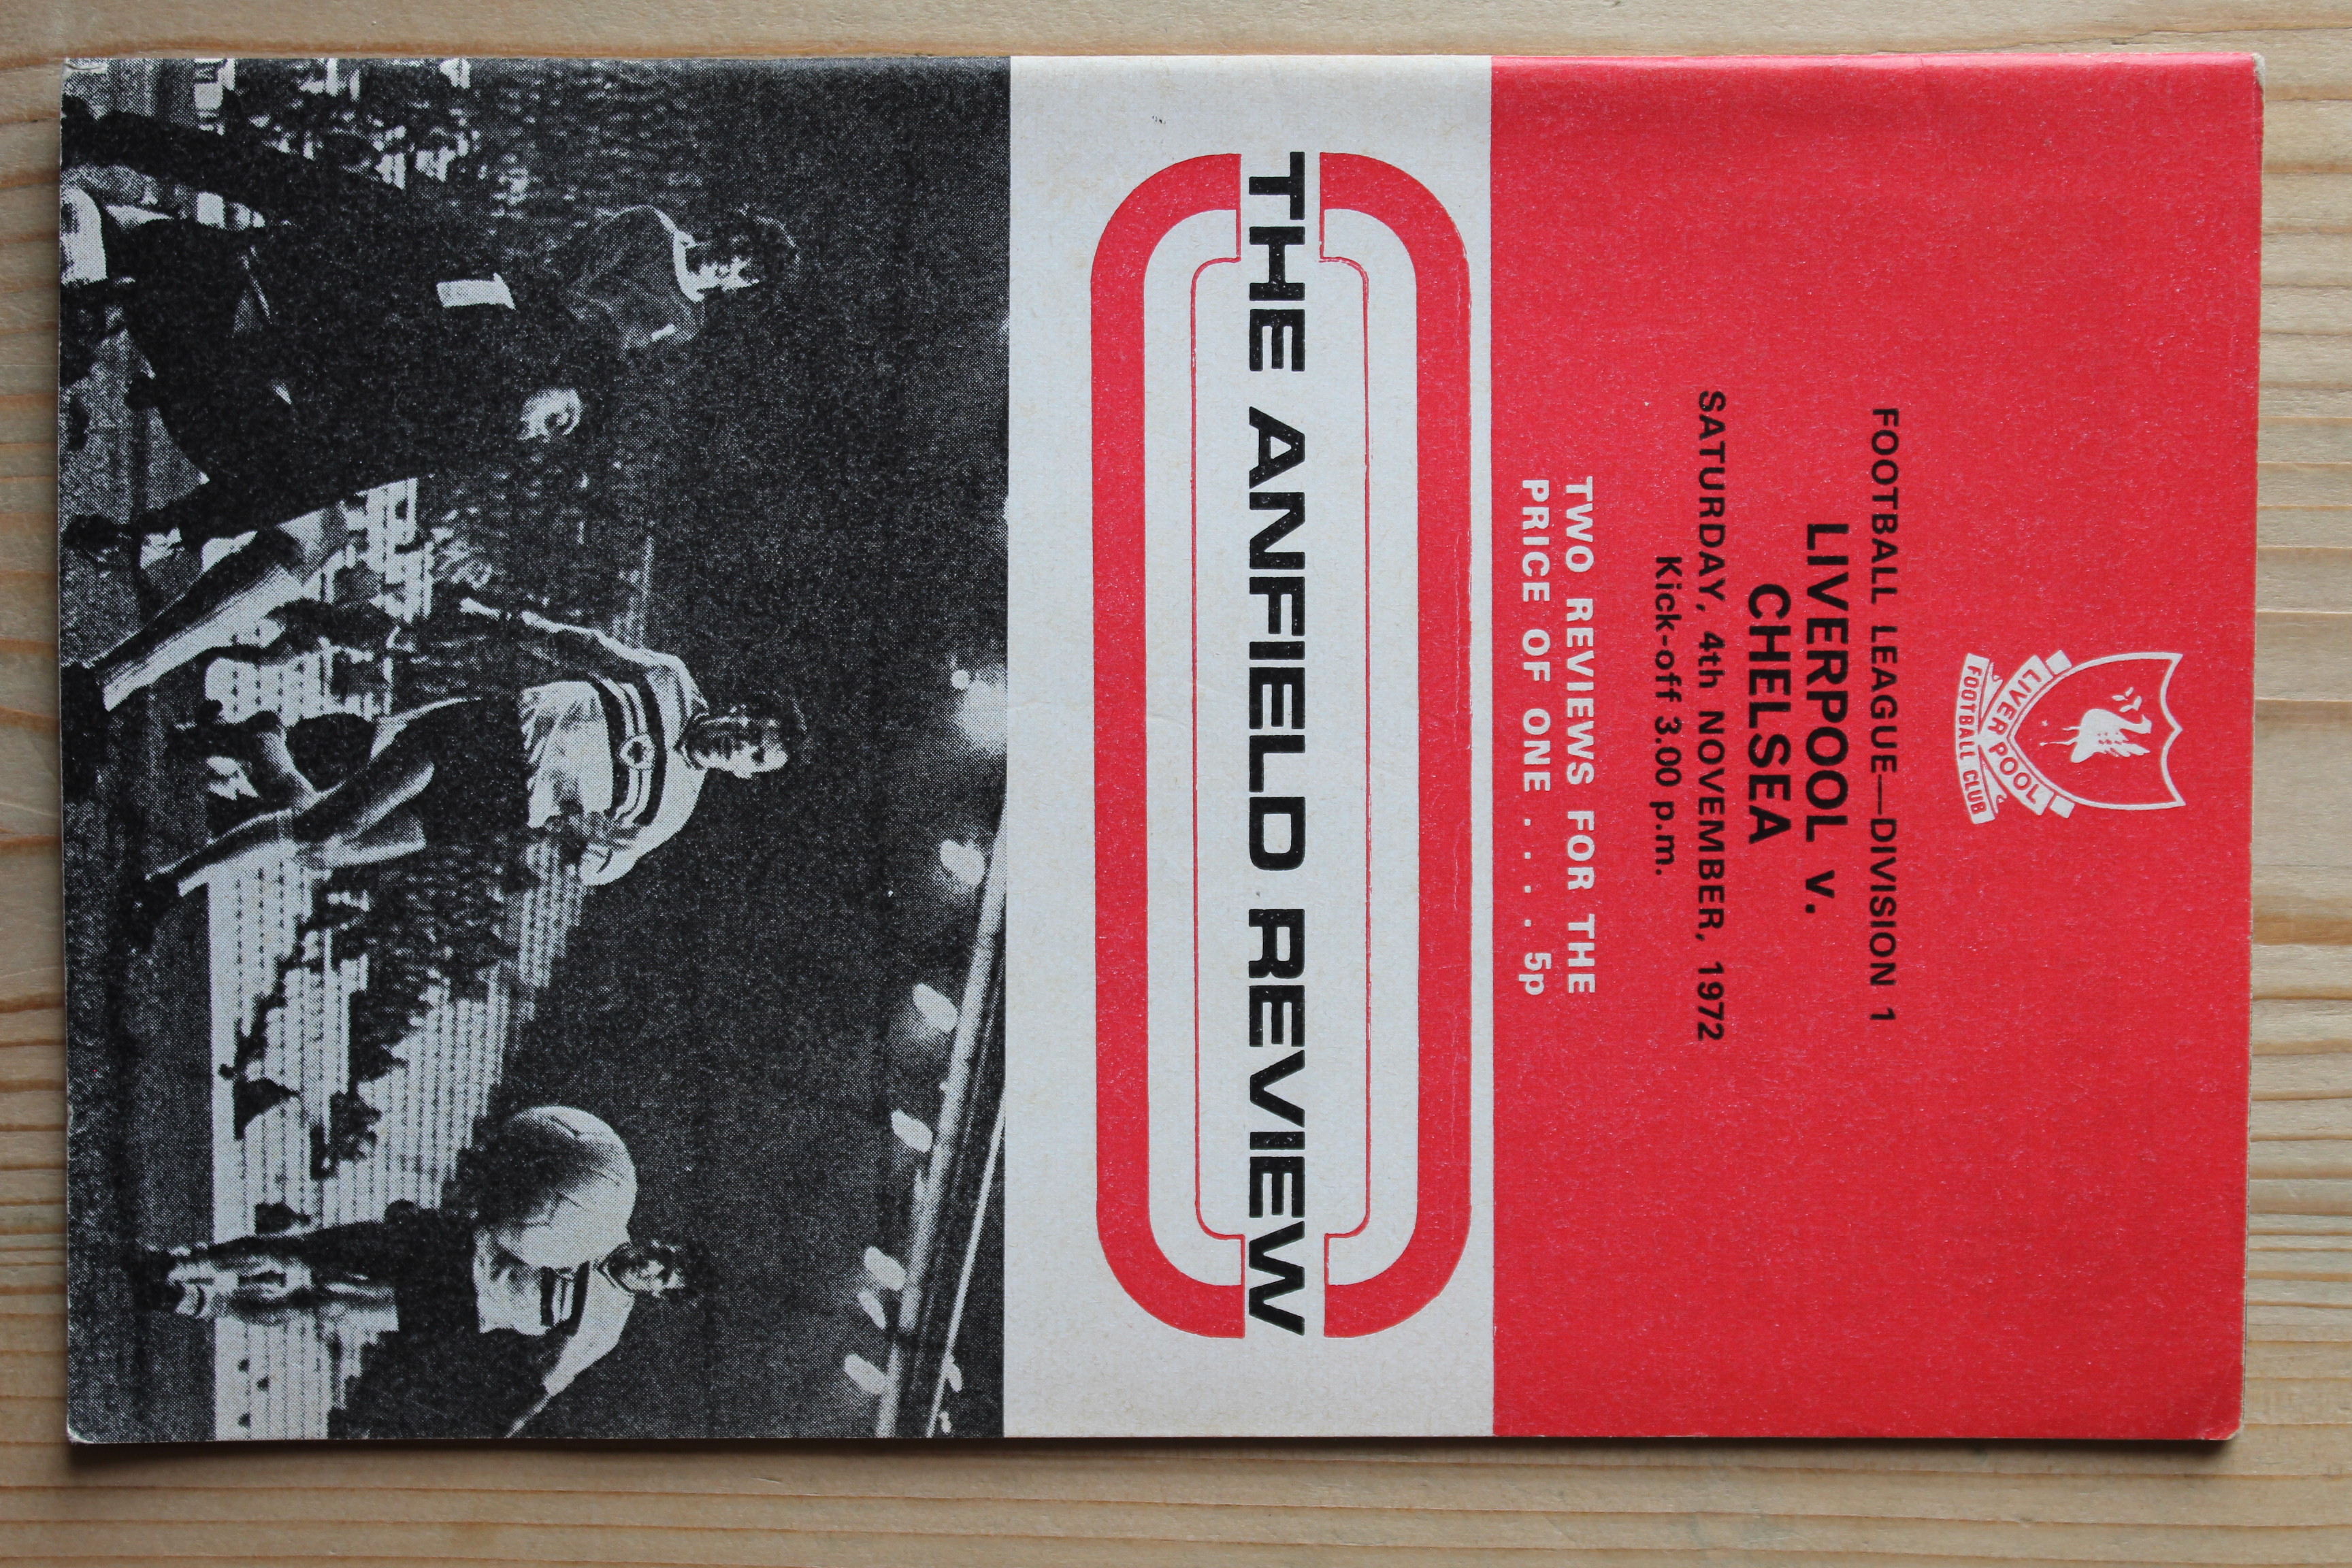 LIVERPOOL
FOOTBALL CLUB
FOOTBALL LEAGUE—DIVISION 1
LIVERPOOL v.
CHELSEA
SATURDAY, 4th NOVEMBER, 1972
Kick-off 3.00 p.m.
TWO REVIEWS FOR THE
PRICE OF ONE . . . . 5p
THE ANFIELD REVIEW